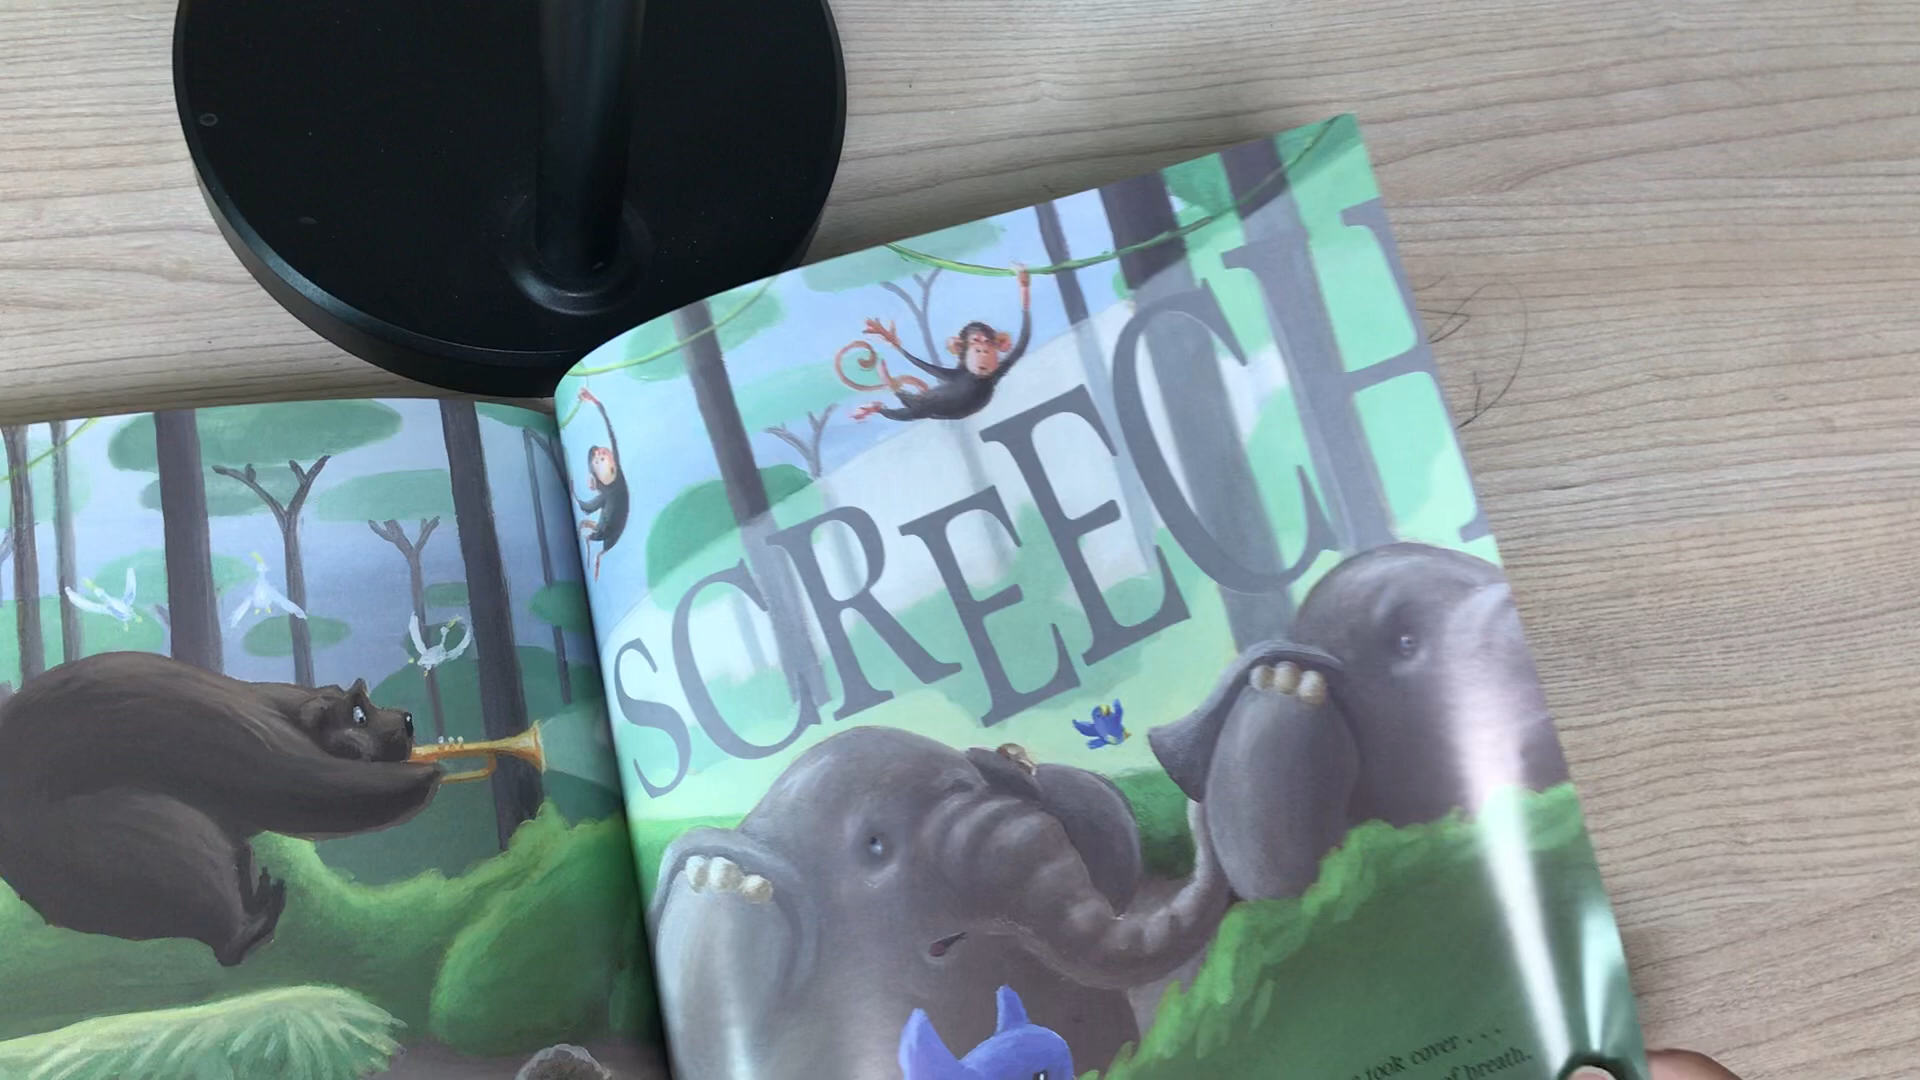 SCREECH
took cover . . .
of breath.